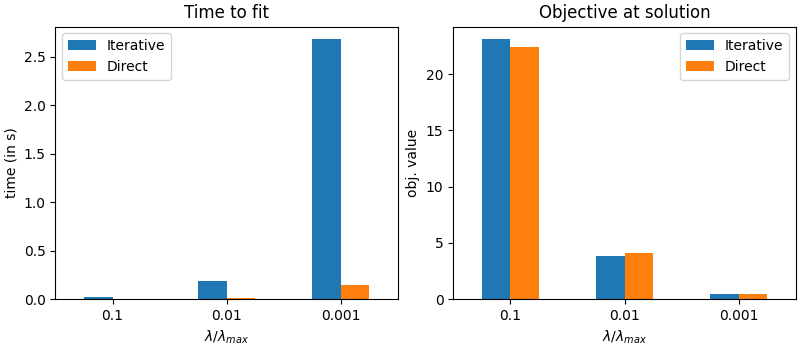 Time to fit
Iterative
Direct
time (in s)
2.5
2.0
1.5
1.0
0.5
0.0
0.1
0.01
0.001
λ/λmax
Objective at solution
Iterative
Direct
obj. value
20
15
10
5
0
0.1
0.01
0.001
λ/λmax